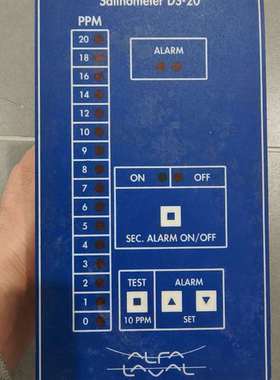 Salinometer DS-20
PPM
20
18
16
14
12
10
9
8
7
6
5
4
3
2
1
0
ALARM
ON
OFF
SEC. ALARM ON/OFF
TEST
ALARM
10 PPM
SET
ALFA
LAVAL